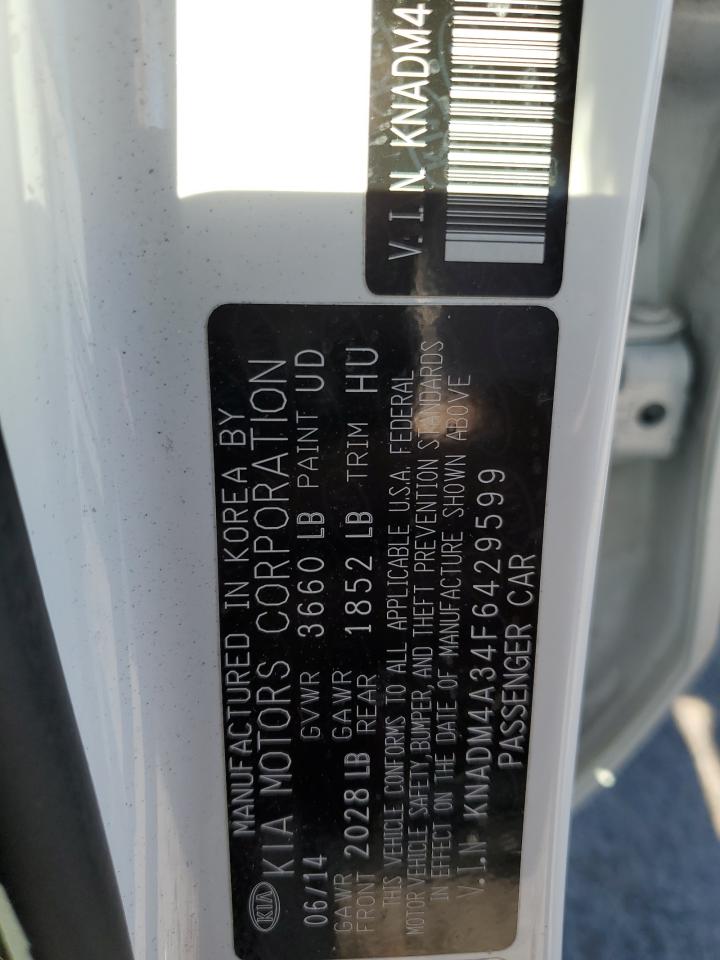 V.I.N. KNADM4
MANUFACTURED IN KOREA BY
KIA KIA MOTORS CORPORATION
06/14 GVWR 3660 LB PAINT UD
GAWR FRONT 2028 LB GAWR REAR 1852 LB TRIM HU
THIS VEHICLE CONFORMS TO ALL APPLICABLE U.S.A. FEDERAL
MOTOR VEHICLE SAFETY, BUMPER, AND THEFT PREVENTION STANDARDS
IN EFFECT ON THE DATE OF MANUFACTURE SHOWN ABOVE
V.I.N KNADM4A34F6429599
PASSENGER CAR